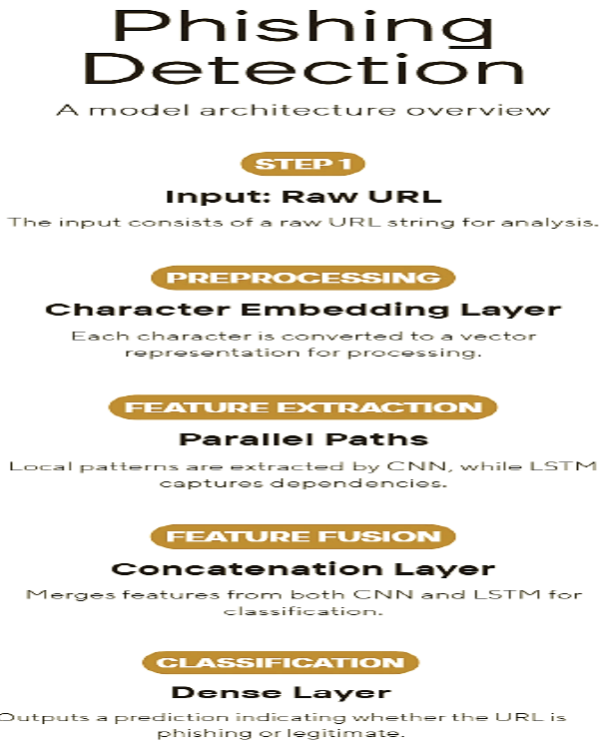 Phishing
Detection
A model architecture overview
STEP 1
Input: Raw URL
The input consists of a raw URL string for analysis.
PREPROCESSING
Character Embedding Layer
Each character is converted to a vector
representation for processing.
FEATURE EXTRACTION
Parallel Paths
Local patterns are extracted by CNN, while LSTM
captures dependencies.
FEATURE FUSION
Concatenation Layer
Merges features from both CNN and LSTM for
classification.
CLASSIFICATION
Dense Layer
Outputs a prediction indicating whether the URL is
phishing or legitimate.